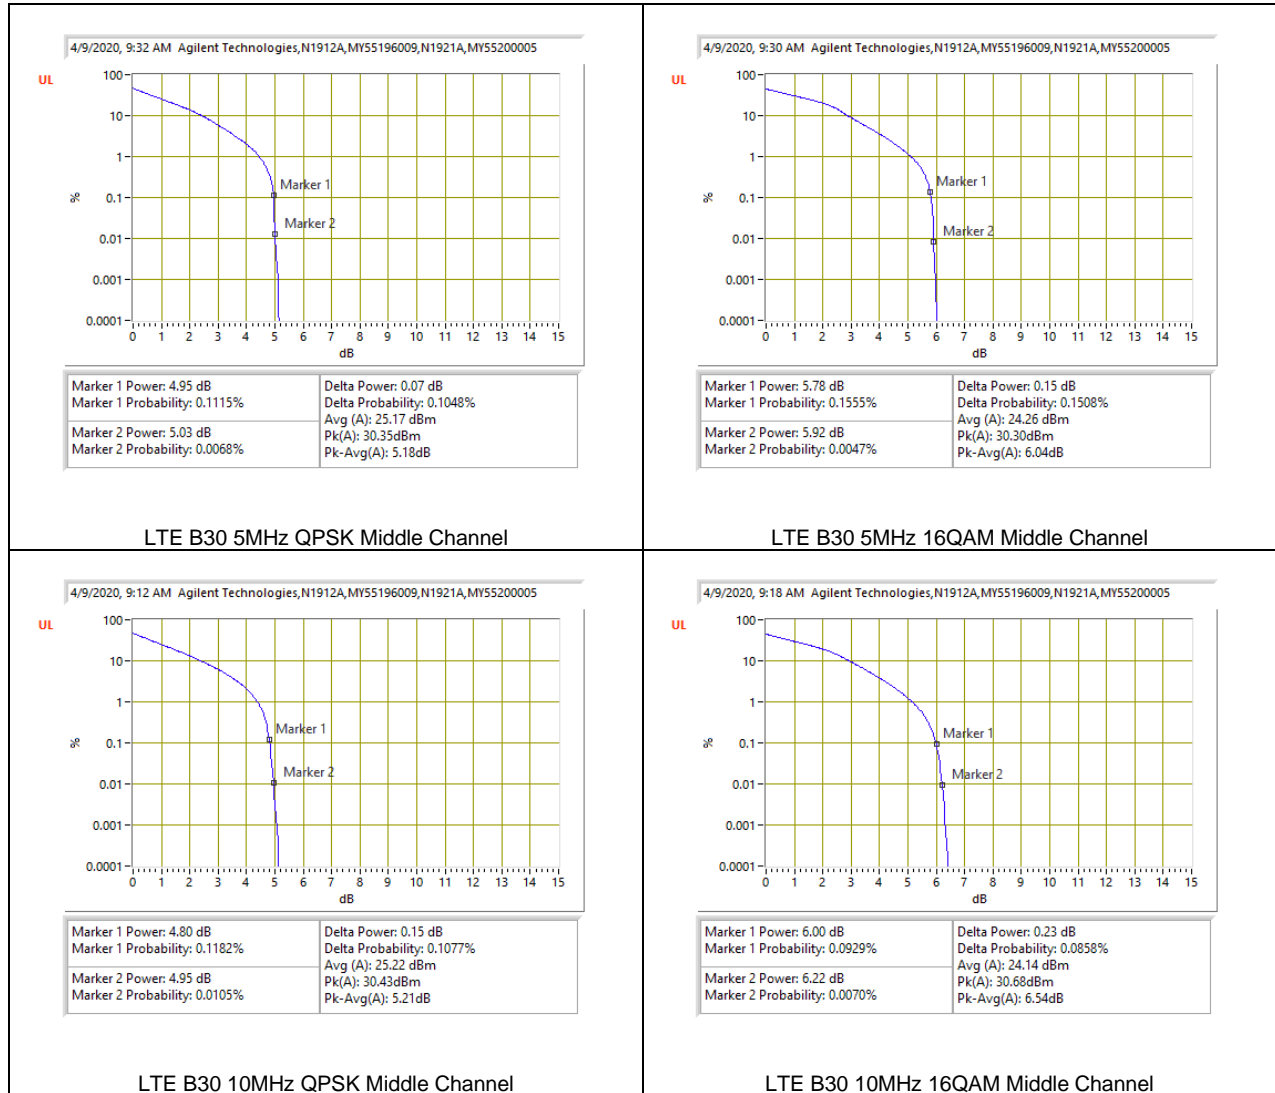 4/9/2020, 9:32 AM Agilent Technologies,N1912A,MY55196009,N1921A,MY55200005
UL
100
10
1
0.1
0.01
0.001
0.0001
%
Marker 1
Marker 2
0 1 2 3 4 5 6 7 8 9 10 11 12 13 14 15
dB
Marker 1 Power: 4.95 dB
Marker 1 Probability: 0.1115%
Marker 2 Power: 5.03 dB
Marker 2 Probability: 0.0068%
Delta Power: 0.07 dB
Delta Probability: 0.1048%
Avg (A): 25.17 dBm
Pk(A): 30.35dBm
Pk-Avg(A): 5.18dB
LTE B30 5MHz QPSK Middle Channel
4/9/2020, 9:30 AM Agilent Technologies,N1912A,MY55196009,N1921A,MY55200005
UL
100
10
1
0.1
0.01
0.001
0.0001
%
Marker 1
Marker 2
0 1 2 3 4 5 6 7 8 9 10 11 12 13 14 15
dB
Marker 1 Power: 5.78 dB
Marker 1 Probability: 0.1555%
Marker 2 Power: 5.92 dB
Marker 2 Probability: 0.0047%
Delta Power: 0.15 dB
Delta Probability: 0.1508%
Avg (A): 24.26 dBm
Pk(A): 30.30dBm
Pk-Avg(A): 6.04dB
LTE B30 5MHz 16QAM Middle Channel
4/9/2020, 9:12 AM Agilent Technologies,N1912A,MY55196009,N1921A,MY55200005
UL
100
10
1
0.1
0.01
0.001
0.0001
%
Marker 1
Marker 2
0 1 2 3 4 5 6 7 8 9 10 11 12 13 14 15
dB
Marker 1 Power: 4.80 dB
Marker 1 Probability: 0.1182%
Marker 2 Power: 4.95 dB
Marker 2 Probability: 0.0105%
Delta Power: 0.15 dB
Delta Probability: 0.1077%
Avg (A): 25.22 dBm
Pk(A): 30.43dBm
Pk-Avg(A): 5.21dB
LTE B30 10MHz QPSK Middle Channel
4/9/2020, 9:18 AM Agilent Technologies,N1912A,MY55196009,N1921A,MY55200005
UL
100
10
1
0.1
0.01
0.001
0.0001
%
Marker 1
Marker 2
0 1 2 3 4 5 6 7 8 9 10 11 12 13 14 15
dB
Marker 1 Power: 6.00 dB
Marker 1 Probability: 0.0929%
Marker 2 Power: 6.22 dB
Marker 2 Probability: 0.0070%
Delta Power: 0.23 dB
Delta Probability: 0.0858%
Avg (A): 24.14 dBm
Pk(A): 30.68dBm
Pk-Avg(A): 6.54dB
LTE B30 10MHz 16QAM Middle Channel